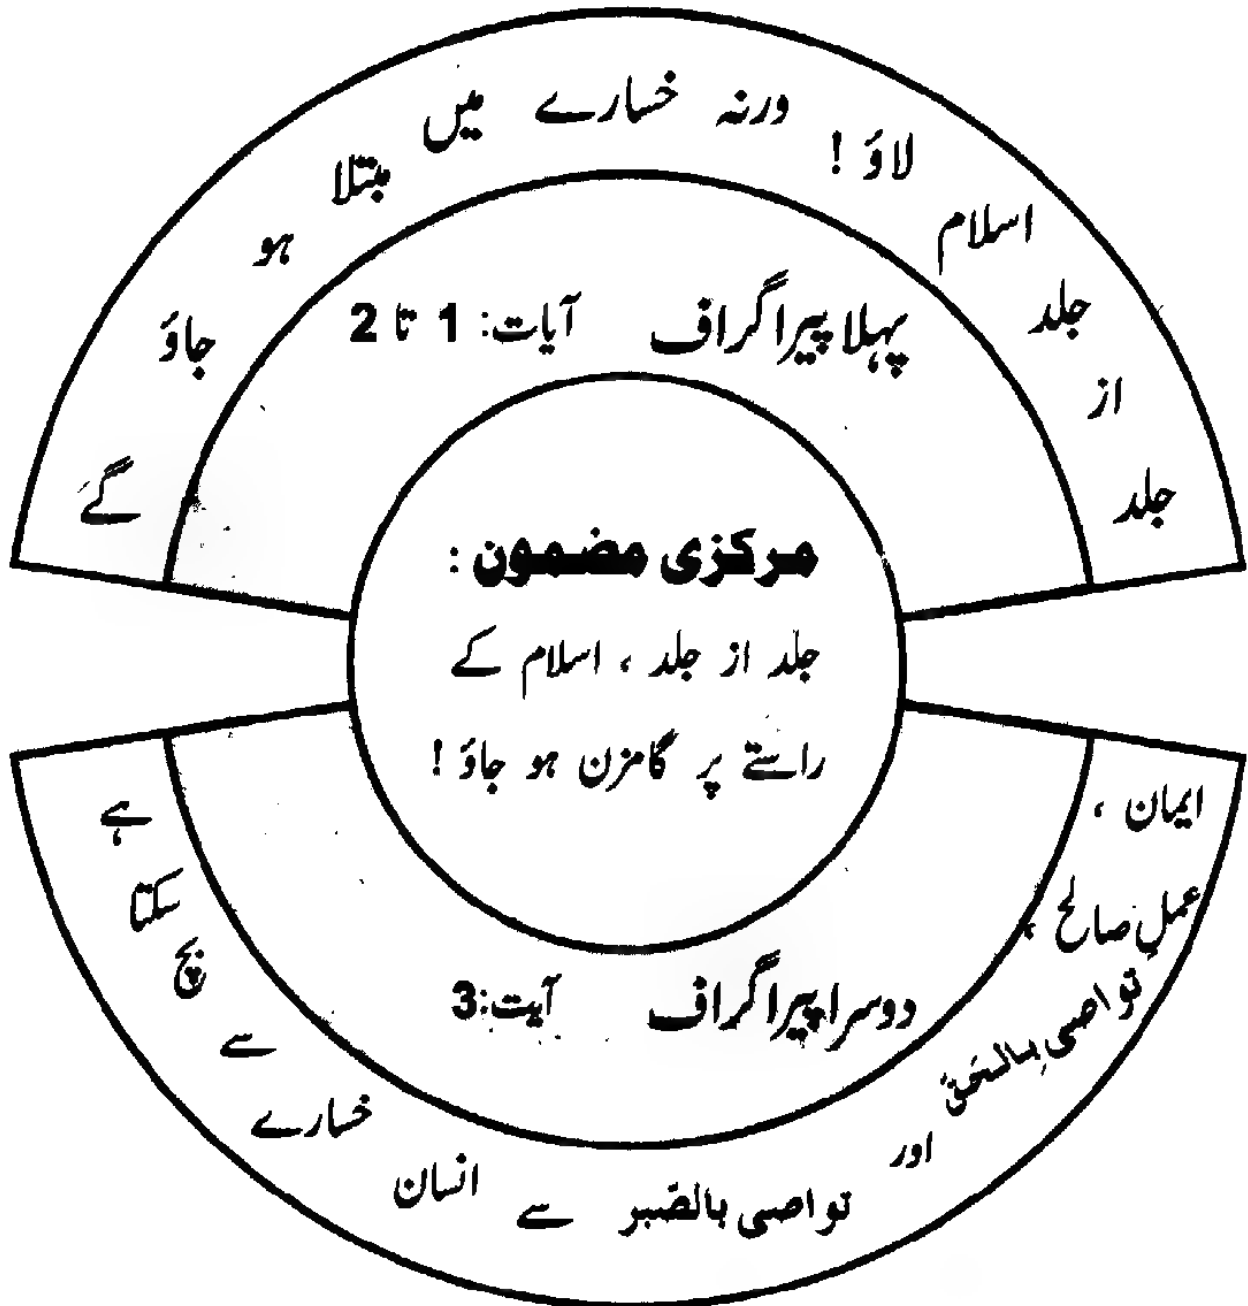 جلد از جلد اسلام لاؤ ! ورنہ خسارے میں مبتلا ہو جاؤ گے
پہلا پیراگراف آیات: 1 تا 2
مرکزی مضمون :
جلد از جلد ، اسلام کے
راستے پر گامزن ہو جاؤ !
دوسرا پیراگراف آیت:3
ایمان ، عملِ صالح ، تواصی بِالحَقّ اور تواصی بالصّبر سے انسان خسارے سے بچ سکتا ہے